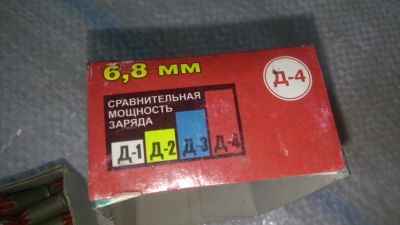 6,8 мм
Д-4
СРАВНИТЕЛЬНАЯ
МОЩНОСТЬ
ЗАРЯДА
Д-1 Д-2 Д-3 Д-4